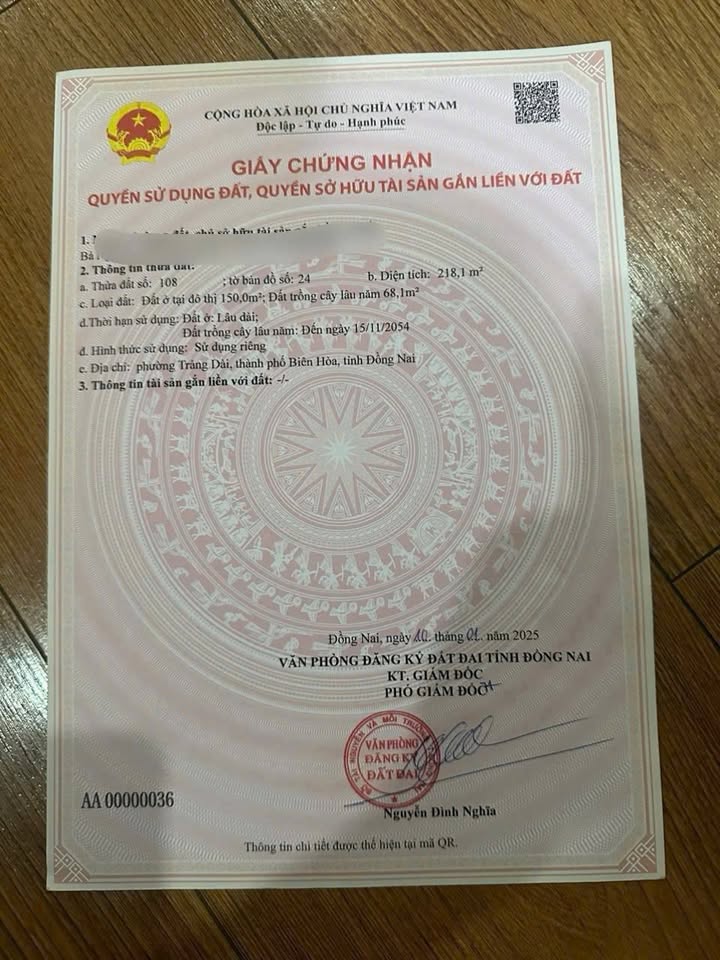 CỘNG HÒA XÃ HỘI CHỦ NGHĨA VIỆT NAM
Độc lập - Tự do - Hạnh phúc
GIẤY CHỨNG NHẬN
QUYỀN SỬ DỤNG ĐẤT, QUYỀN SỞ HỮU TÀI SẢN GẮN LIỀN VỚI ĐẤT
1.
Bà
2. Thông tin thửa đất:
a. Thửa đất số: 108 ; tờ bản đồ số: 24 b. Diện tích: 218,1 m²
c. Loại đất: Đất ở tại đô thị 150,0m²; Đất trồng cây lâu năm 68,1m²
d.Thời hạn sử dụng: Đất ở: Lâu dài;
Đất trồng cây lâu năm: Đến ngày 15/11/2054
đ. Hình thức sử dụng: Sử dụng riêng
e. Địa chỉ: phường Trảng Dài, thành phố Biên Hòa, tỉnh Đồng Nai
3. Thông tin tài sản gắn liền với đất: -/-
Đồng Nai, ngày 10 tháng 01 năm 2025
VĂN PHÒNG ĐĂNG KÝ ĐẤT ĐAI TỈNH ĐỒNG NAI
KT. GIÁM ĐỐC
PHÓ GIÁM ĐỐC
VĂN PHÒNG
ĐĂNG KÝ
ĐẤT ĐAI
Nguyễn Đình Nghĩa
AA 00000036
Thông tin chi tiết được thể hiện tại mã QR.